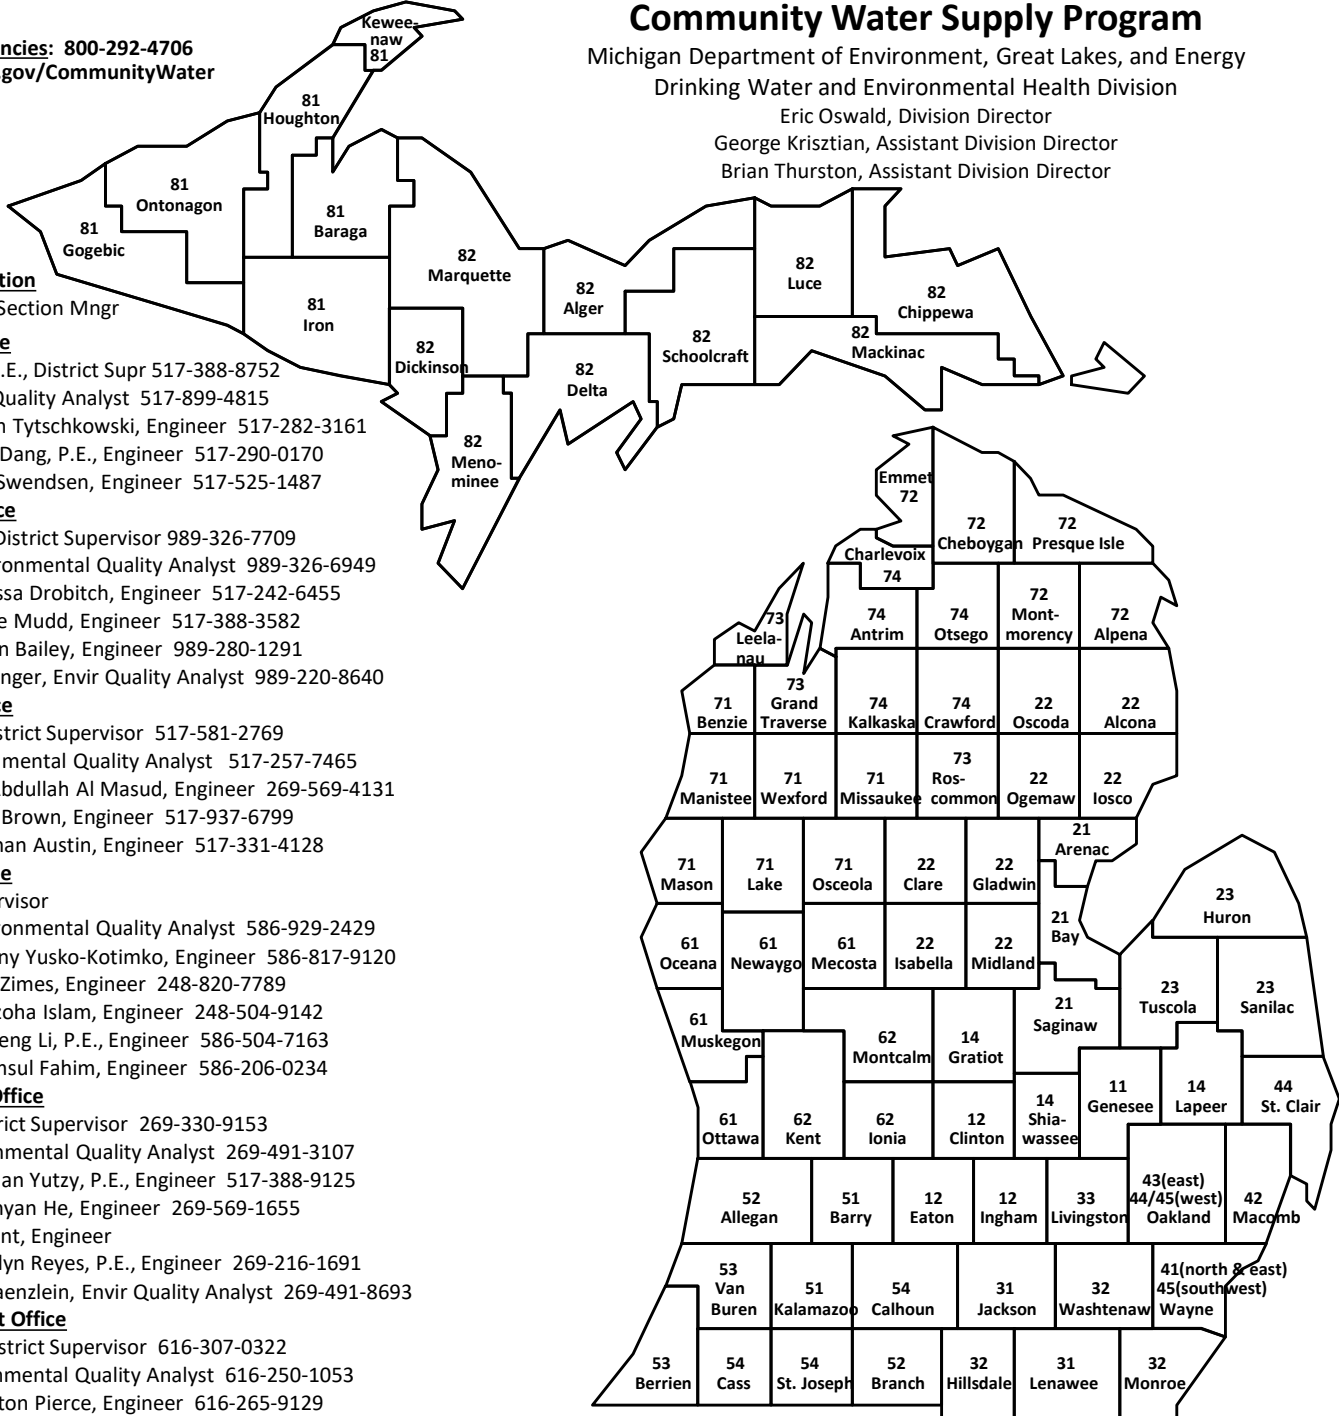 Community Water Supply Program
Michigan Department of Environment, Great Lakes, and Energy
Drinking Water and Environmental Health Division
Eric Oswald, Division Director
George Krisztian, Assistant Division Director
Brian Thurston, Assistant Division Director
ncies: 800-292-4706
.gov/CommunityWater
tion
Section Mngr
e
.E., District Supr 517-388-8752
Quality Analyst 517-899-4815
n Tytschkowski, Engineer 517-282-3161
Dang, P.E., Engineer 517-290-0170
Swendsen, Engineer 517-525-1487
ce
District Supervisor 989-326-7709
ronmental Quality Analyst 989-326-6949
ssa Drobitch, Engineer 517-242-6455
e Mudd, Engineer 517-388-3582
n Bailey, Engineer 989-280-1291
nger, Envir Quality Analyst 989-220-8640
ce
strict Supervisor 517-581-2769
nmental Quality Analyst 517-257-7465
Abdullah Al Masud, Engineer 269-569-4131
Brown, Engineer 517-937-6799
nan Austin, Engineer 517-331-4128
e
rvisor
ronmental Quality Analyst 586-929-2429
ny Yusko-Kotimko, Engineer 586-817-9120
Zimes, Engineer 248-820-7789
zoha Islam, Engineer 248-504-9142
eng Li, P.E., Engineer 586-504-7163
nsul Fahim, Engineer 586-206-0234
Office
rict Supervisor 269-330-9153
nmental Quality Analyst 269-491-3107
an Yutzy, P.E., Engineer 517-388-9125
nyan He, Engineer 269-569-1655
nt, Engineer
lyn Reyes, P.E., Engineer 269-216-1691
aenzlein, Envir Quality Analyst 269-491-8693
t Office
strict Supervisor 616-307-0322
nmental Quality Analyst 616-250-1053
ton Pierce, Engineer 616-265-9129
Kewee-
naw
81
81
Houghton
81
Ontonagon
81
Gogebic
81
Baraga
81
Iron
82
Marquette
82
Dickinson
82
Meno-
minee
82
Alger
82
Delta
82
Schoolcraft
82
Luce
82
Chippewa
82
Mackinac
Emmet
72
72
Cheboygan
72
Presque Isle
Charlevoix
74
73
Leela-
nau
74
Antrim
74
Otsego
72
Mont-
morency
72
Alpena
71
Benzie
73
Grand
Traverse
74
Kalkaska
74
Crawford
22
Oscoda
22
Alcona
71
Manistee
71
Wexford
71
Missaukee
73
Ros-
common
22
Ogemaw
22
Iosco
71
Mason
71
Lake
71
Osceola
22
Clare
22
Gladwin
21
Arenac
61
Oceana
61
Newaygo
61
Mecosta
22
Isabella
22
Midland
21
Bay
23
Huron
61
Muskegon
62
Montcalm
14
Gratiot
21
Saginaw
23
Tuscola
23
Sanilac
61
Ottawa
62
Kent
62
Ionia
12
Clinton
14
Shia-
wassee
11
Genesee
14
Lapeer
44
St. Clair
52
Allegan
51
Barry
12
Eaton
12
Ingham
33
Livingston
43(east)
44/45(west)
Oakland
42
Macomb
53
Van
Buren
51
Kalamazoo
54
Calhoun
31
Jackson
32
Washtenaw
41(north & east)
45(southwest)
Wayne
53
Berrien
54
Cass
54
St. Joseph
52
Branch
32
Hillsdale
31
Lenawee
32
Monroe